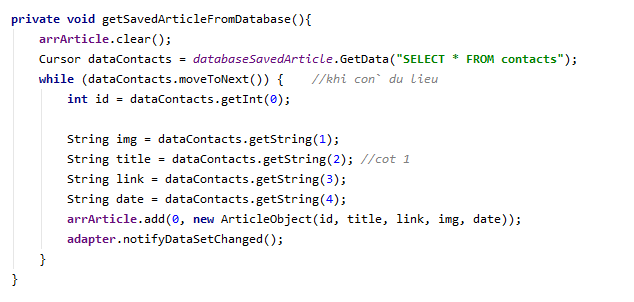 private void getSavedArticleFromDatabase(){
    arrArticle.clear();
    Cursor dataContacts = databaseSavedArticle.GetData("SELECT * FROM contacts");
    while (dataContacts.moveToNext()) {    //khi con` du lieu
        int id = dataContacts.getInt(0);

        String img = dataContacts.getString(1);
        String title = dataContacts.getString(2); //cot 1
        String link = dataContacts.getString(3);
        String date = dataContacts.getString(4);
        arrArticle.add(0, new ArticleObject(id, title, link, img, date));
        adapter.notifyDataSetChanged();
    }
}